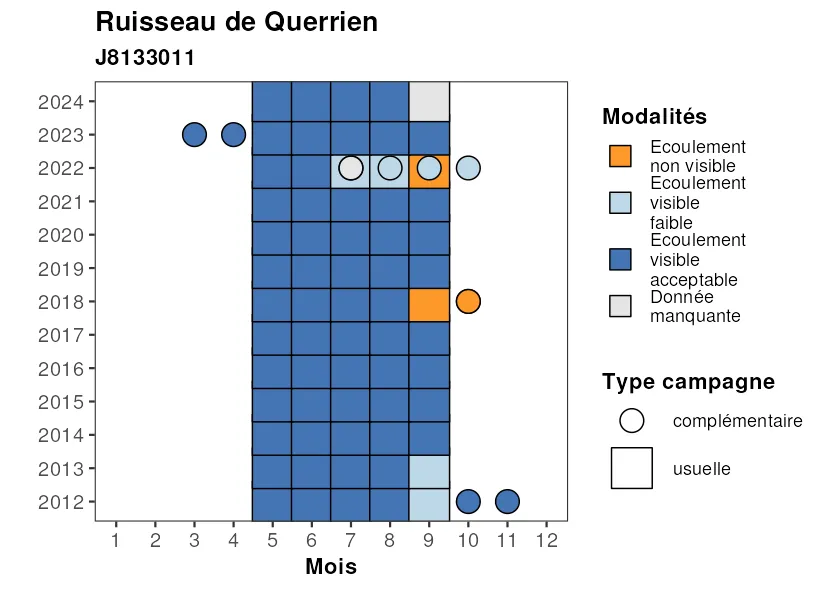 Ruisseau de Querrien
J8133011
2024
2023
2022
2021
2020
2019
2018
2017
2016
2015
2014
2013
2012
1 2 3 4 5 6 7 8 9 10 11 12
Mois
Modalités
Ecoulement
non visible
Ecoulement
visible
faible
Ecoulement
visible
acceptable
Donnée
manquante
Type campagne
complémentaire
usuelle